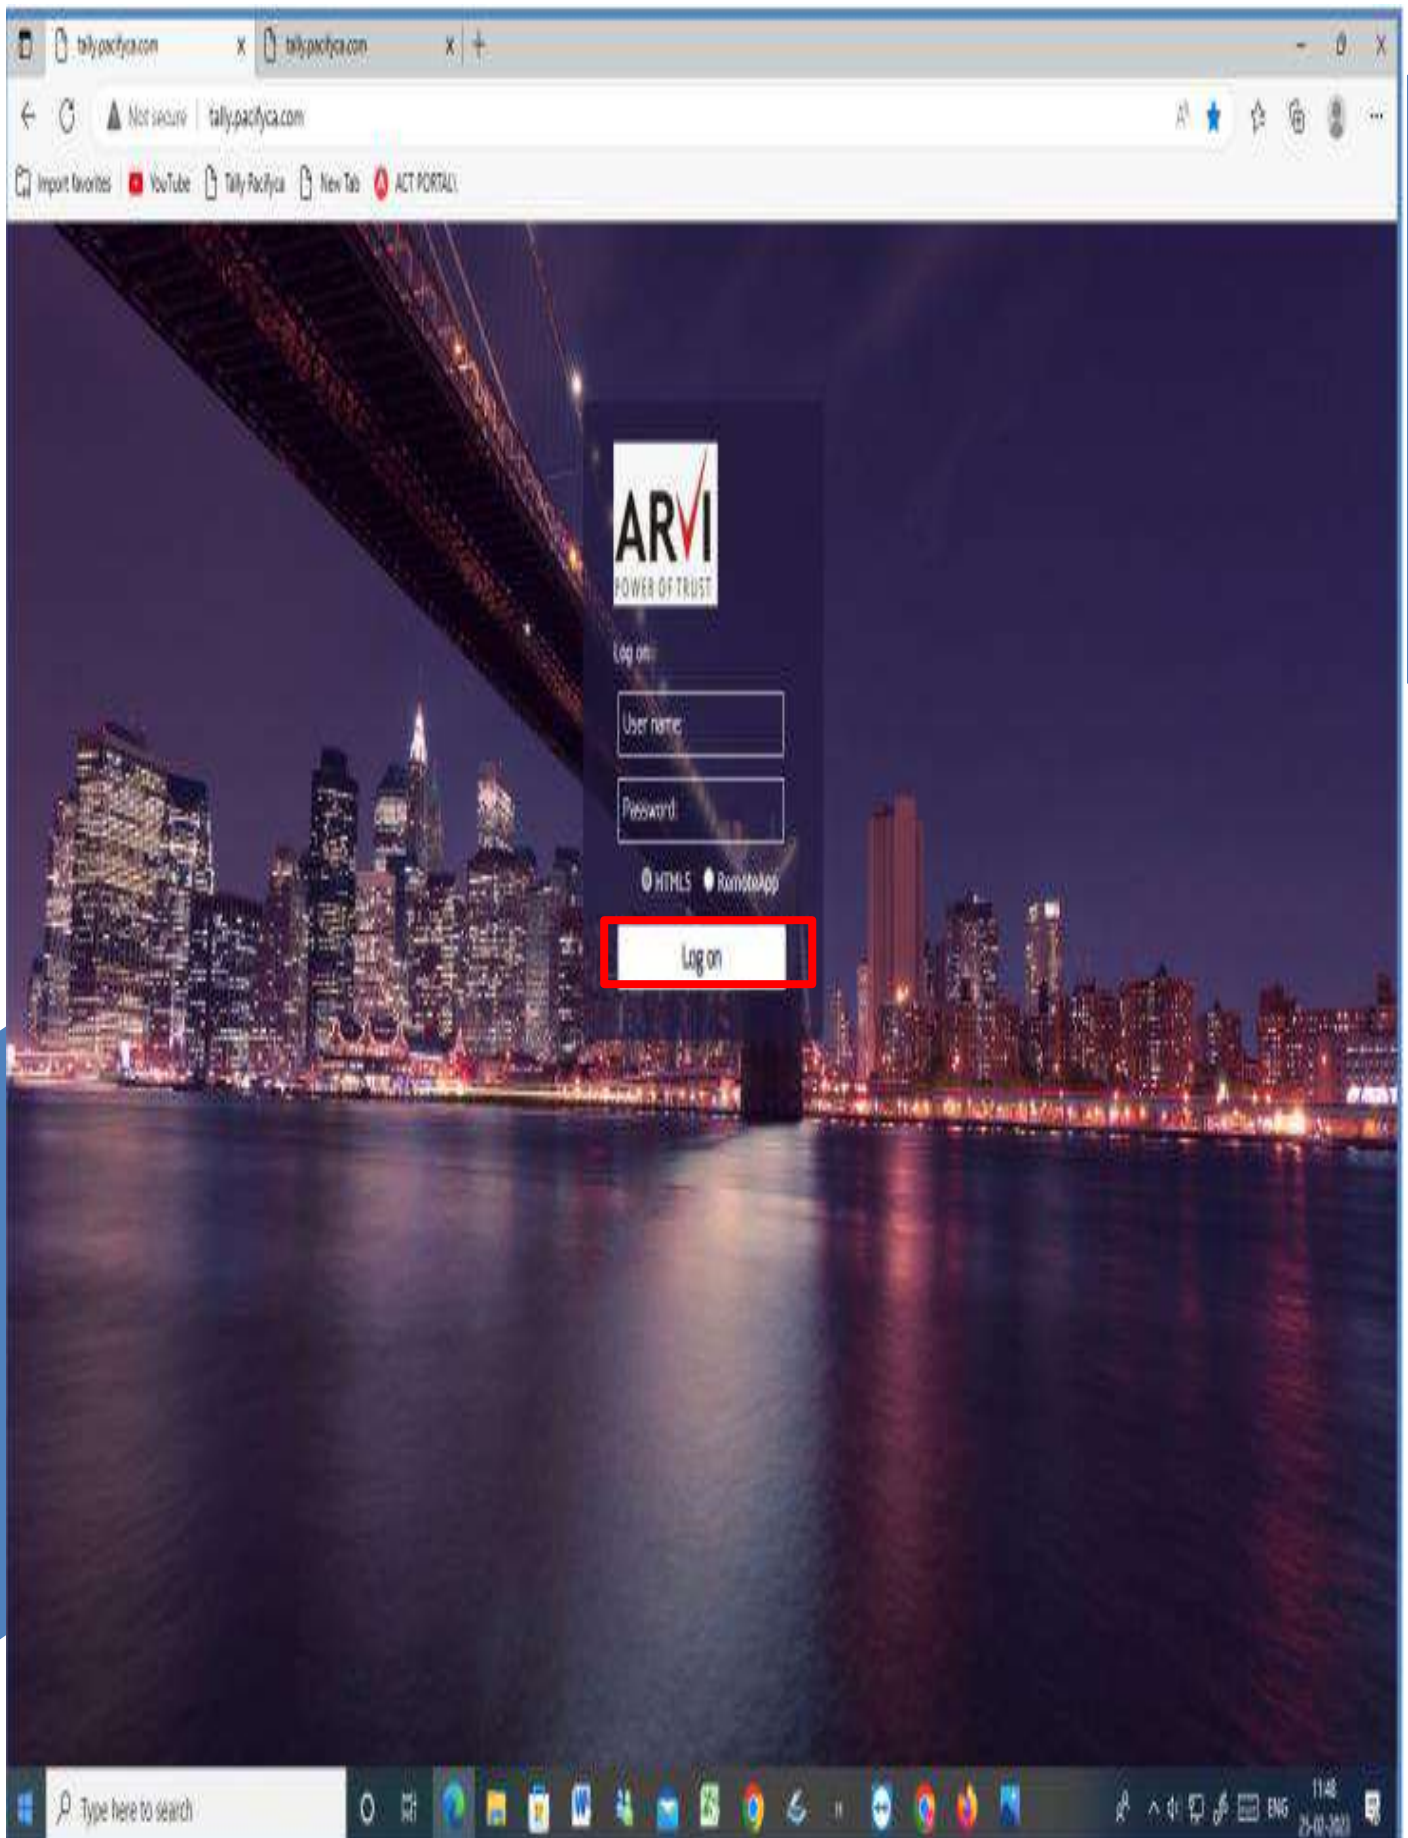 tally.pacifyca.com
tally.pacifyca.com
Not secure
tally.pacifyca.com
Import favorites
YouTube
Tally Pacifyca
New Tab
ACT PORTAL\
ARVI
POWER OF TRUST
Log on
User name:
Password:
HTML5
RemoteApp
Log on
Type here to search
ENG
11:48